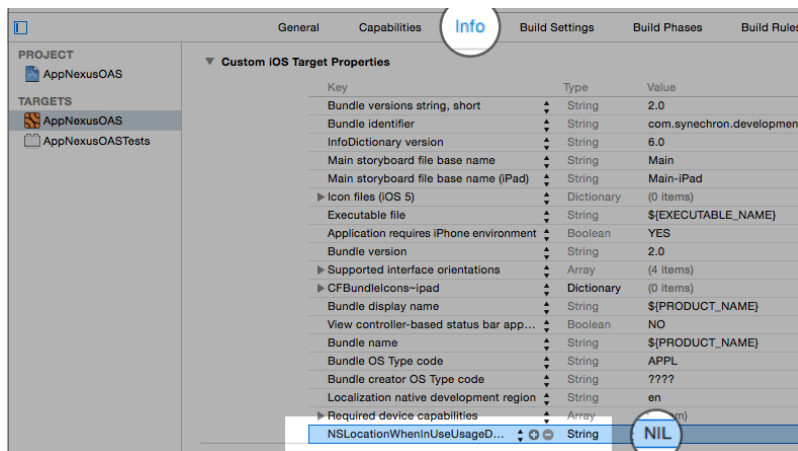 General Capabilities Info Build Settings Build Phases Build Rules
PROJECT
AppNexusOAS
TARGETS
AppNexusOAS
AppNexusOASTests
Custom iOS Target Properties
Key Type Value
Bundle versions string, short String 2.0
Bundle identifier String com.synechron.development
InfoDictionary version String 6.0
Main storyboard file base name String Main
Main storyboard file base name (iPad) String Main-iPad
Icon files (iOS 5) Dictionary (0 items)
Executable file String ${EXECUTABLE_NAME}
Application requires iPhone environment Boolean YES
Bundle version String 2.0
Supported interface orientations Array (4 items)
CFBundleIcons~ipad Dictionary (0 items)
Bundle display name String ${PRODUCT_NAME}
View controller-based status bar app... Boolean NO
Bundle name String ${PRODUCT_NAME}
Bundle OS Type code String APPL
Bundle creator OS Type code String ????
Localization native development region String en
Required device capabilities Array
NSLocationWhenInUseUsageD... String NIL